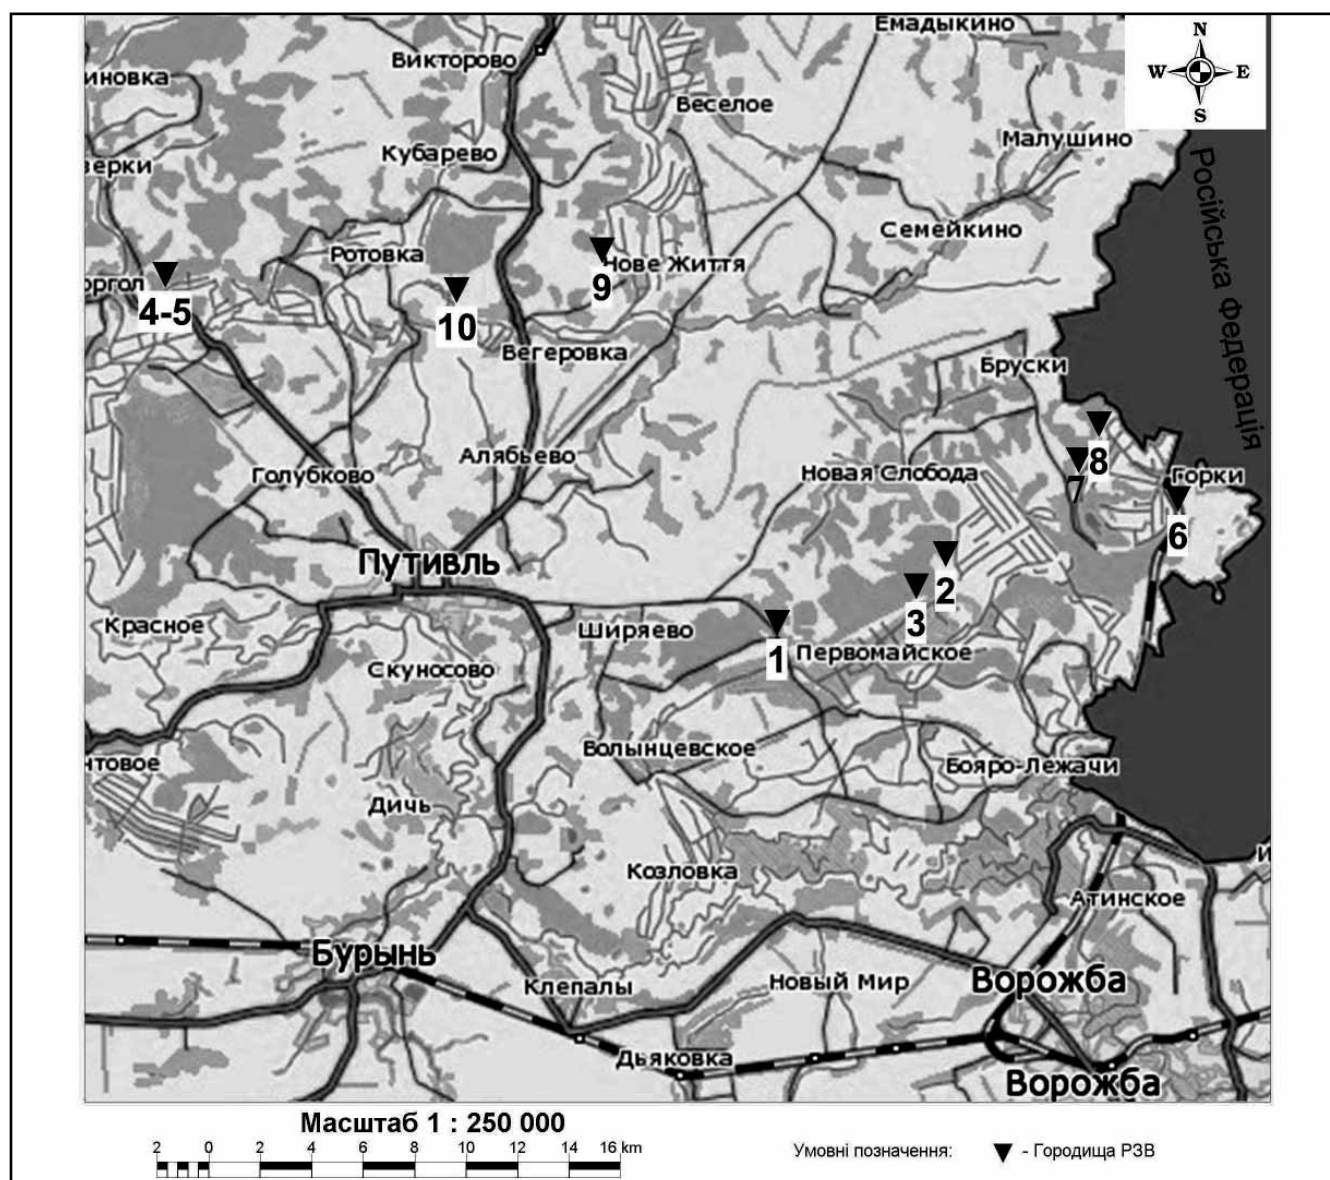 Емадыкино
N
W E
S
Викторово
иновка
Веселое
Малушино
Кубарево
верки
Російська Федерація
Семейкино
Ротовка
Нове Життя
оргол
4-5
9
10
Вегеровка
Бруски
Алябьево
8
Новая Слобода
7
Горки
Голубково
6
Путивль
2
3
Красное
Ширяево
1
Первомайское
Скуносово
Волынцевское
нтовое
Бояро-Лежачи
Дичь
Козловка
И
Атинское
Бурынь
Клепалы
Новый Мир
Ворожба
Дьяковка
Ворожба
Масштаб 1 : 250 000
2 0 2 4 6 8 10 12 14 16 km
Умовні позначення: - Городища РЗВ